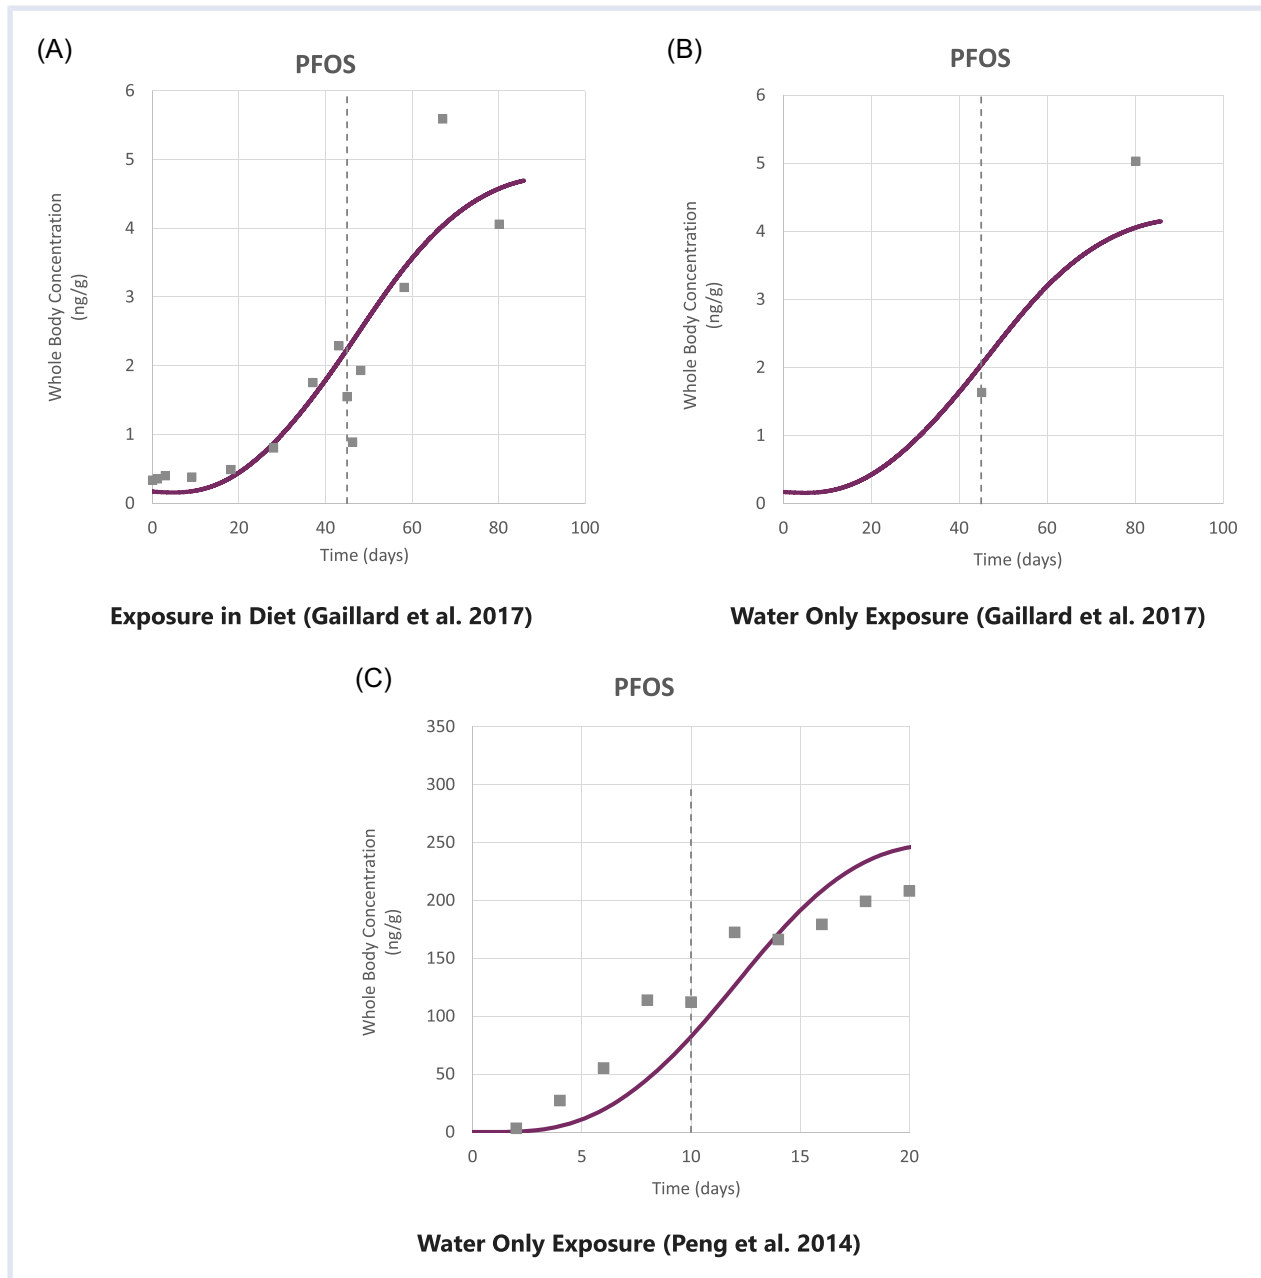 (A)
PFOS
6
5
4
3
2
1
0
Whole Body Concentration
(ng/g)
0 20 40 60 80 100
Time (days)
Exposure in Diet (Gaillard et al. 2017)
(B)
PFOS
6
5
4
3
2
1
0
Whole Body Concentration
(ng/g)
0 20 40 60 80 100
Time (days)
Water Only Exposure (Gaillard et al. 2017)
(C)
PFOS
350
300
250
200
150
100
50
0
Whole Body Concentration
(ng/g)
0 5 10 15 20
Time (days)
Water Only Exposure (Peng et al. 2014)